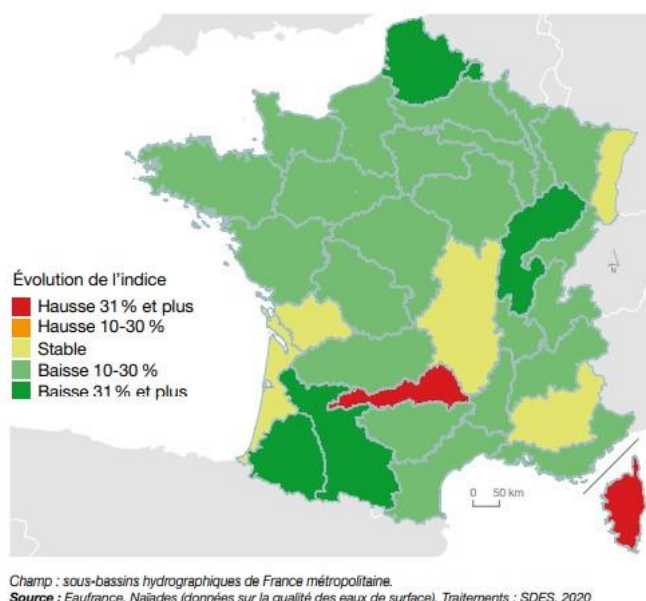 Évolution de l'indice
Hausse 31 % et plus
Hausse 10-30 %
Stable
Baisse 10-30 %
Baisse 31 % et plus
N
0 50 km
Champ : sous-bassins hydrographiques de France métropolitaine.
Source : Eaufrance, Naïades (données sur la qualité des eaux de surface). Traitements : SDES, 2020